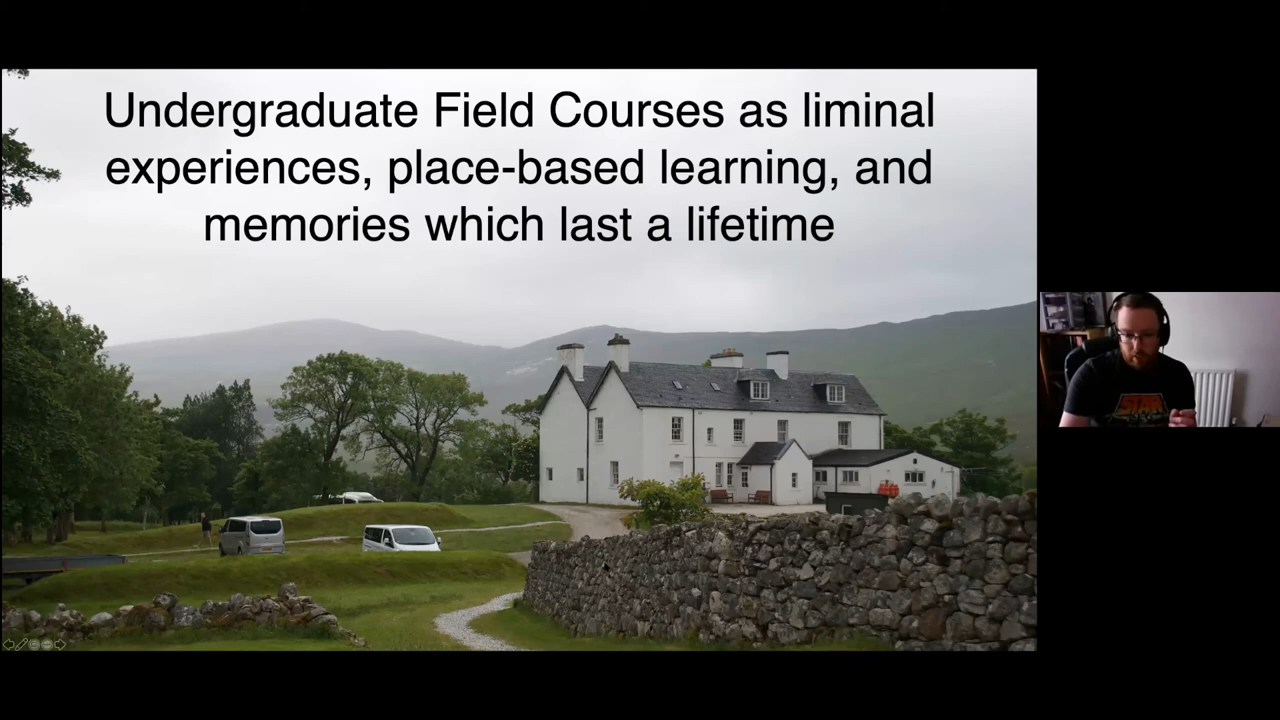 Undergraduate Field Courses as liminal
experiences, place-based learning, and
memories which last a lifetime